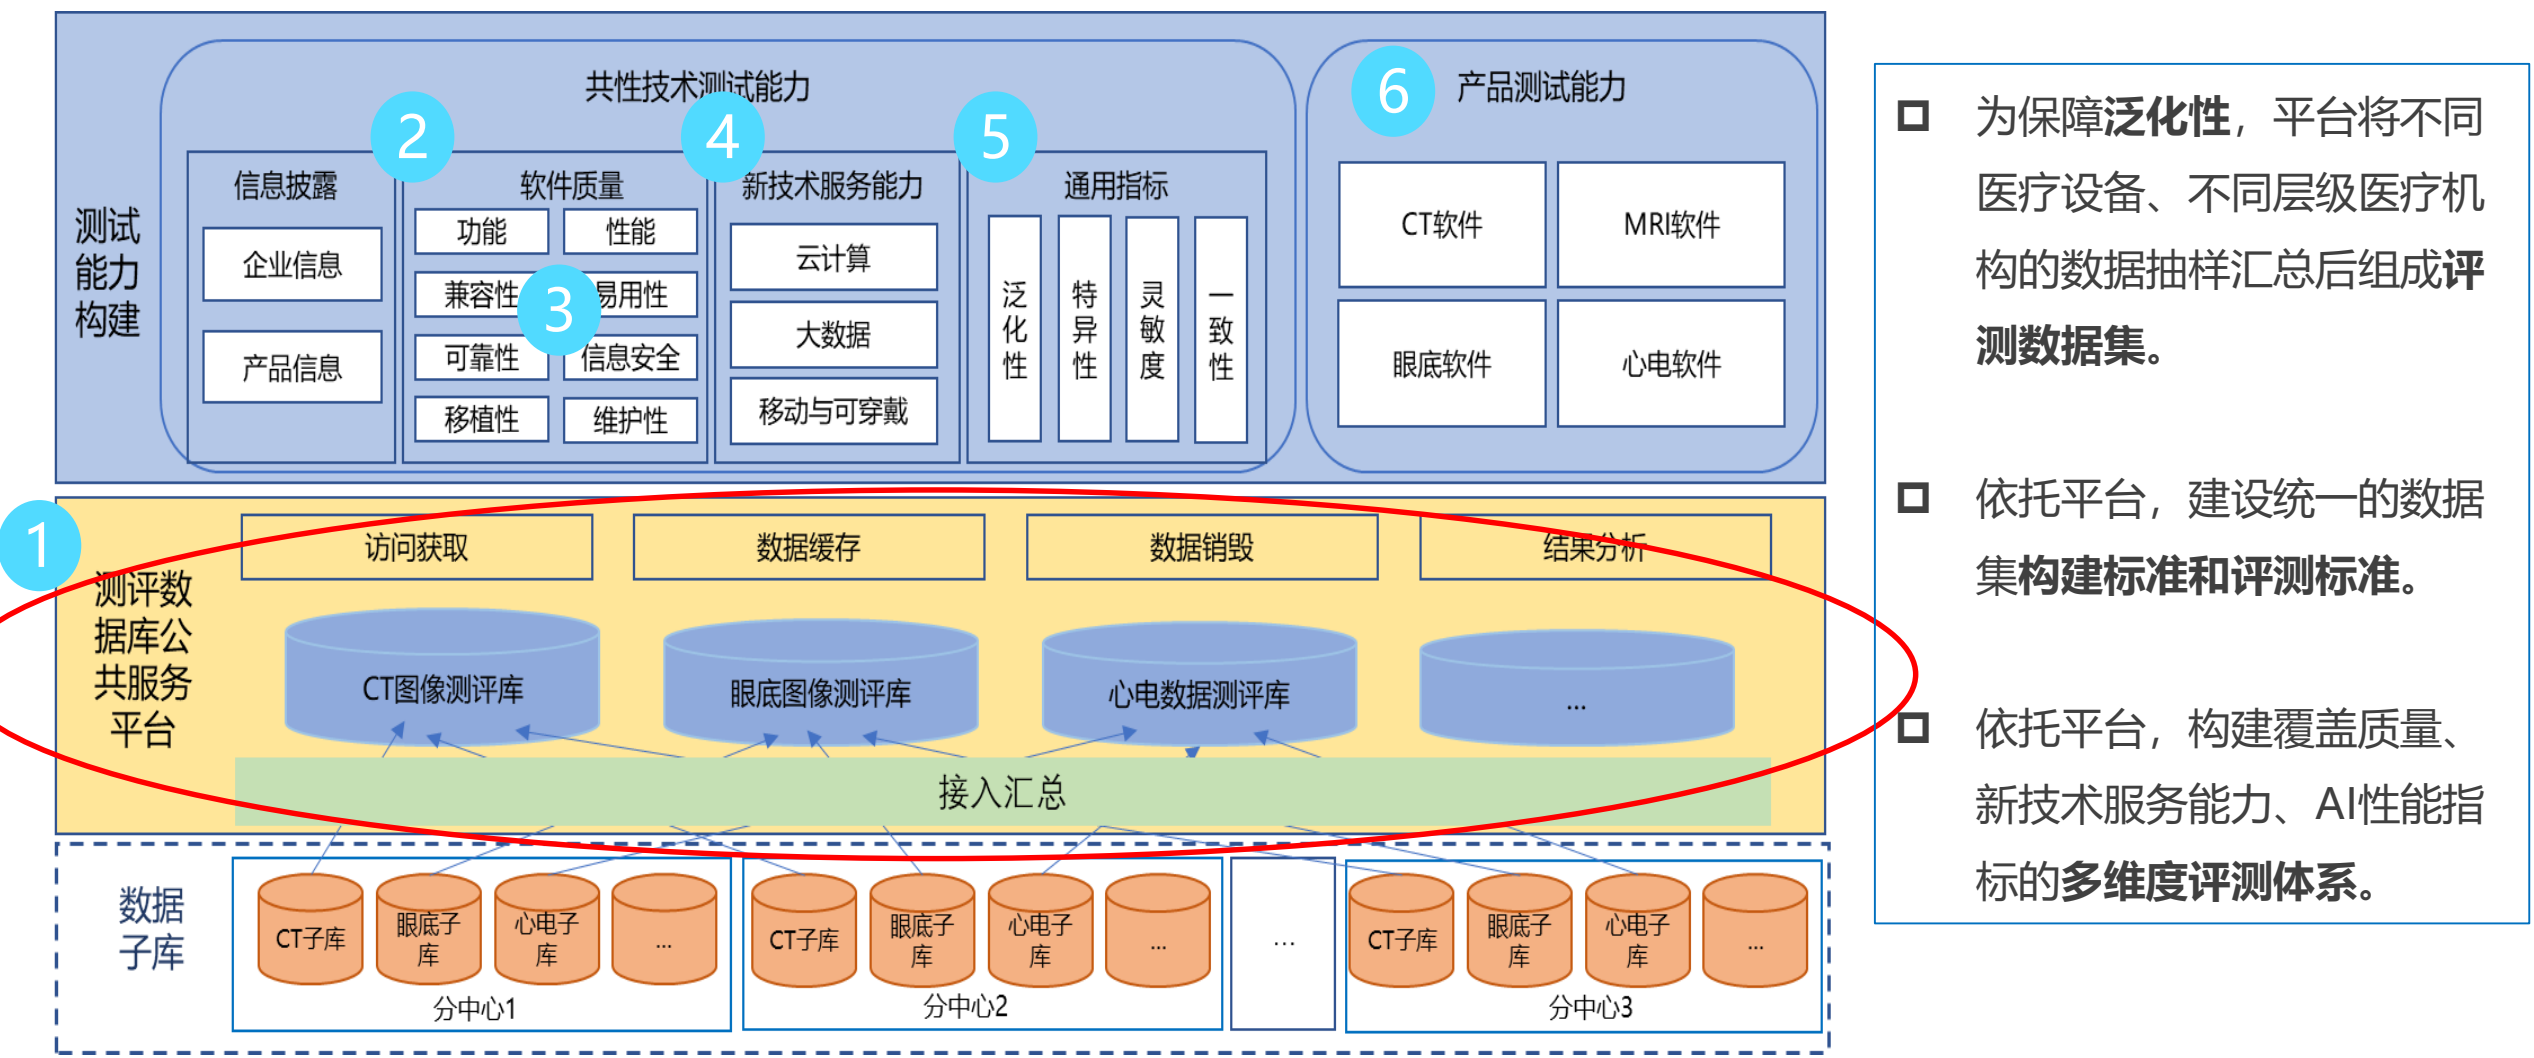 共性技术测试能力
6
产品测试能力
2
4
5
测试
能力
构建
信息披露
企业信息
产品信息
软件质量
功能
性能
兼容性
易用性
3
可靠性
信息安全
移植性
维护性
新技术服务能力
云计算
大数据
移动与可穿戴
通用指标
泛化性
特异性
灵敏度
一致性
CT软件
MRI软件
眼底软件
心电软件
1
测评数
据库公
共服务
平台
访问获取
数据缓存
数据销毁
结果分析
CT图像测评库
眼底图像测评库
心电数据测评库
...
接入汇总
数据
子库
CT子库
眼底子
库
心电子
库
...
分中心1
CT子库
眼底子
库
心电子
库
...
分中心2
...
CT子库
眼底子
库
心电子
库
...
分中心3
为保障泛化性，平台将不同
医疗设备、不同层级医疗机
构的数据抽样汇总后组成评
测数据集。
依托平台，建设统一的数据
集构建标准和评测标准。
依托平台，构建覆盖质量、
新技术服务能力、AI性能指
标的多维度评测体系。